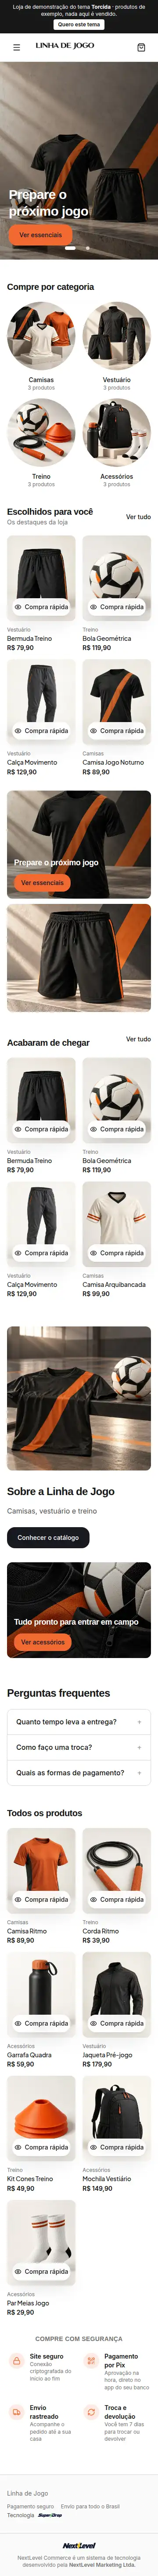 Loja de demonstração do tema Torcida · produtos de
exemplo, nada aqui é vendido.
Quero este tema
LINHA DE JOGO
Prepare o
próximo jogo
Ver essenciais
Compre por categoria
Camisas
3 produtos
Vestuário
3 produtos
Treino
3 produtos
Acessórios
3 produtos
Escolhidos para você
Os destaques da loja
Ver tudo
Compra rápida
Compra rápida
Vestuário
Bermuda Treino
R$ 79,90
Treino
Bola Geométrica
R$ 119,90
Compra rápida
Compra rápida
Vestuário
Calça Movimento
R$ 129,90
Camisas
Camisa Jogo Noturno
R$ 89,90
Prepare o próximo jogo
Ver essenciais
Acabaram de chegar
Ver tudo
Compra rápida
Compra rápida
Vestuário
Bermuda Treino
R$ 79,90
Treino
Bola Geométrica
R$ 119,90
Compra rápida
Compra rápida
Vestuário
Calça Movimento
R$ 129,90
Camisas
Camisa Arquibancada
R$ 99,90
Sobre a Linha de Jogo
Camisas, vestuário e treino
Conhecer o catálogo
Tudo pronto para entrar em campo
Ver acessórios
Perguntas frequentes
Quanto tempo leva a entrega? +
Como faço uma troca? +
Quais as formas de pagamento? +
Todos os produtos
Compra rápida
Compra rápida
Camisas
Camisa Ritmo
R$ 89,90
Treino
Corda Ritmo
R$ 39,90
Compra rápida
Compra rápida
Acessórios
Garrafa Quadra
R$ 59,90
Vestuário
Jaqueta Pré-jogo
R$ 179,90
Compra rápida
Compra rápida
Treino
Kit Cones Treino
R$ 49,90
Acessórios
Mochila Vestiário
R$ 149,90
Compra rápida
Acessórios
Par Meias Jogo
R$ 29,90
COMPRE COM SEGURANÇA
Site seguro
Conexão
criptografada do
início ao fim
Pagamento
por Pix
Aprovação na
hora, direto no
app do seu banco
Envio
rastreado
Acompanhe o
pedido até a sua
casa
Troca e
devolução
Você tem 7 dias
para trocar ou
devolver
Linha de Jogo
Pagamento seguro Envio para todo o Brasil
Tecnologia SuperDrop
NextLevel
NextLevel Commerce é um sistema de tecnologia
desenvolvido pela NextLevel Marketing Ltda.